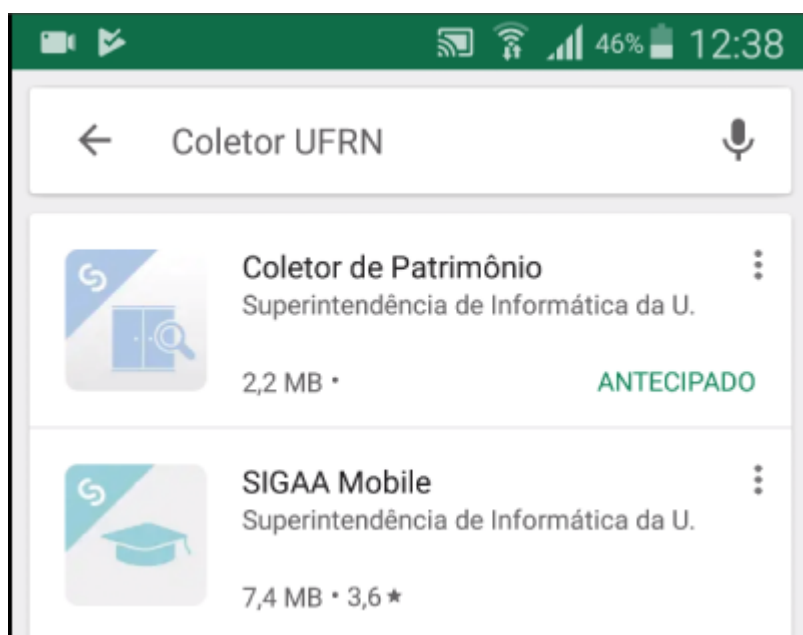 46% 12:38
Coletor UFRN
Coletor de Patrimônio
Superintendência de Informática da U.
2,2 MB •
ANTECIPADO
SIGAA Mobile
Superintendência de Informática da U.
7,4 MB • 3,6 ★